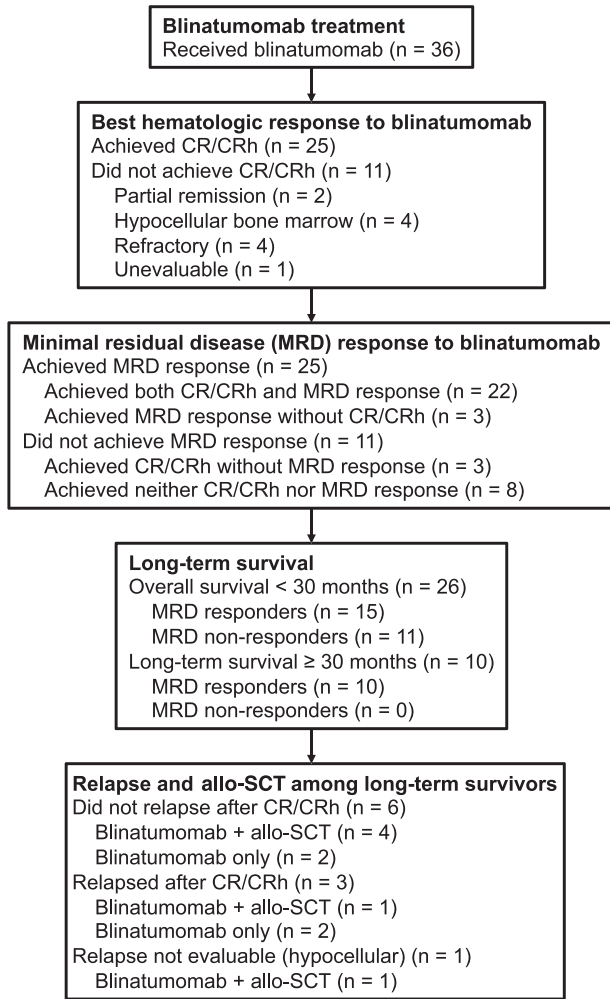 Blinatumomab treatment
Received blinatumomab (n = 36)
Best hematologic response to blinatumomab
Achieved CR/CRh (n = 25)
Did not achieve CR/CRh (n = 11)
Partial remission (n = 2)
Hypocellular bone marrow (n = 4)
Refractory (n = 4)
Unevaluable (n = 1)
Minimal residual disease (MRD) response to blinatumomab
Achieved MRD response (n = 25)
Achieved both CR/CRh and MRD response (n = 22)
Achieved MRD response without CR/CRh (n = 3)
Did not achieve MRD response (n = 11)
Achieved CR/CRh without MRD response (n = 3)
Achieved neither CR/CRh nor MRD response (n = 8)
Long-term survival
Overall survival < 30 months (n = 26)
MRD responders (n = 15)
MRD non-responders (n = 11)
Long-term survival ≥ 30 months (n = 10)
MRD responders (n = 10)
MRD non-responders (n = 0)
Relapse and allo-SCT among long-term survivors
Did not relapse after CR/CRh (n = 6)
Blinatumomab + allo-SCT (n = 4)
Blinatumomab only (n = 2)
Relapsed after CR/CRh (n = 3)
Blinatumomab + allo-SCT (n = 1)
Blinatumomab only (n = 2)
Relapse not evaluable (hypocellular) (n = 1)
Blinatumomab + allo-SCT (n = 1)